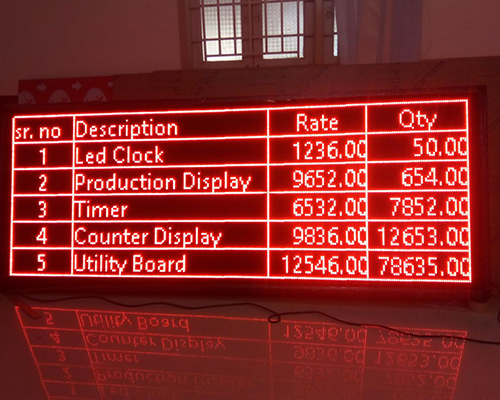 sr. no Description Rate Qty
1 Led Clock 1236.00 50.00
2 Production Display 9652.00 654.00
3 Timer 6532.00 7852.00
4 Counter Display 9836.00 12653.00
5 Utility Board 12546.00 78635.00